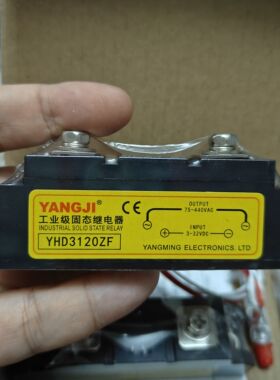 YANGJI®
工业级固态继电器
INDUSTRIAL SOLID STATE RELAY
YHD3120ZF
CE
OUTPUT
75-440VAC
INPUT
3-32VDC
YANGMING ELECTRONICS. LTD